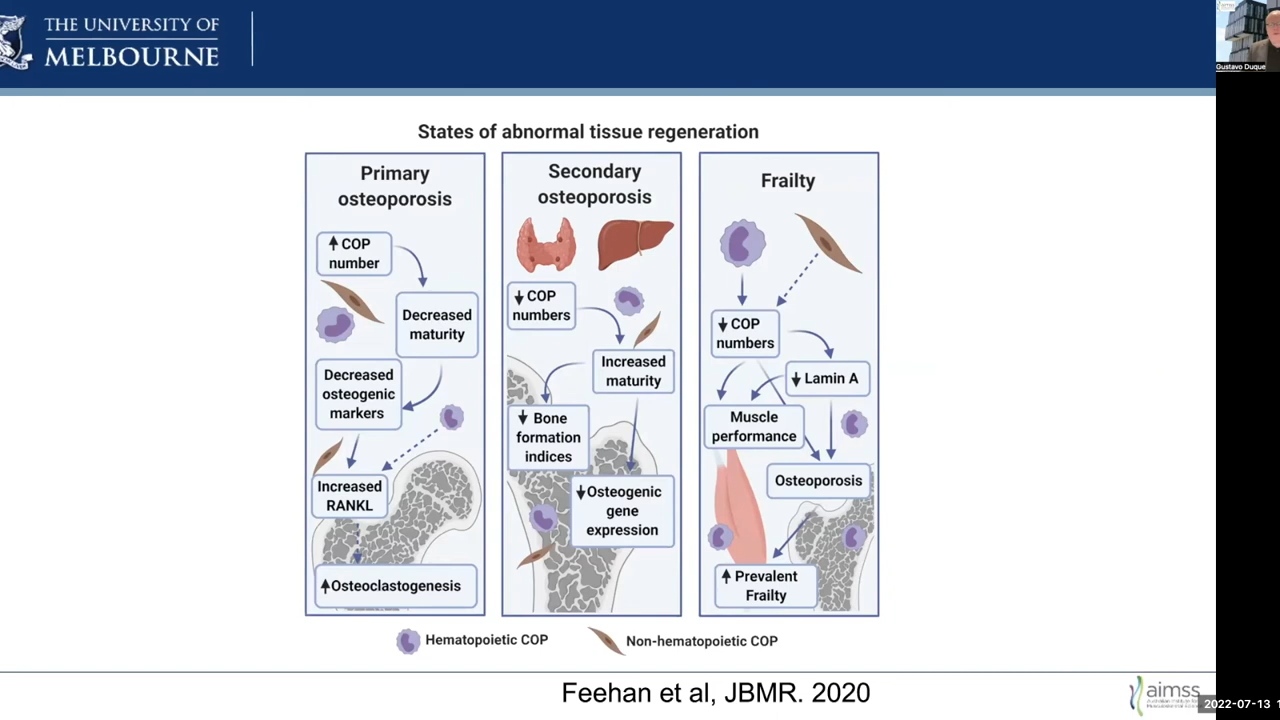 THE UNIVERSITY OF
MELBOURNE
Gustavo Duque
States of abnormal tissue regeneration
Primary
osteoporosis
↑ COP
number
Decreased
maturity
Decreased
osteogenic
markers
Increased
RANKL
↑Osteoclastogenesis
Secondary
osteoporosis
↓ COP
numbers
Increased
maturity
↓ Bone
formation
indices
↓Osteogenic
gene
expression
Frailty
↓ COP
numbers
↓ Lamin A
Muscle
performance
Osteoporosis
↑ Prevalent
Frailty
Hematopoietic COP
Non-hematopoietic COP
Feehan et al, JBMR. 2020
aimss
2022-07-13